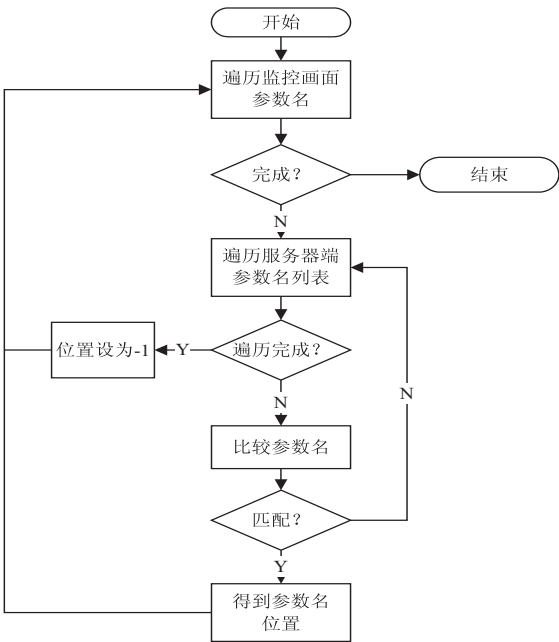 开始
遍历监控画面
参数名
完成？
结束
N
遍历服务器端
参数名列表
位置设为-1
Y
遍历完成？
N
N
比较参数名
匹配？
Y
得到参数名
位置